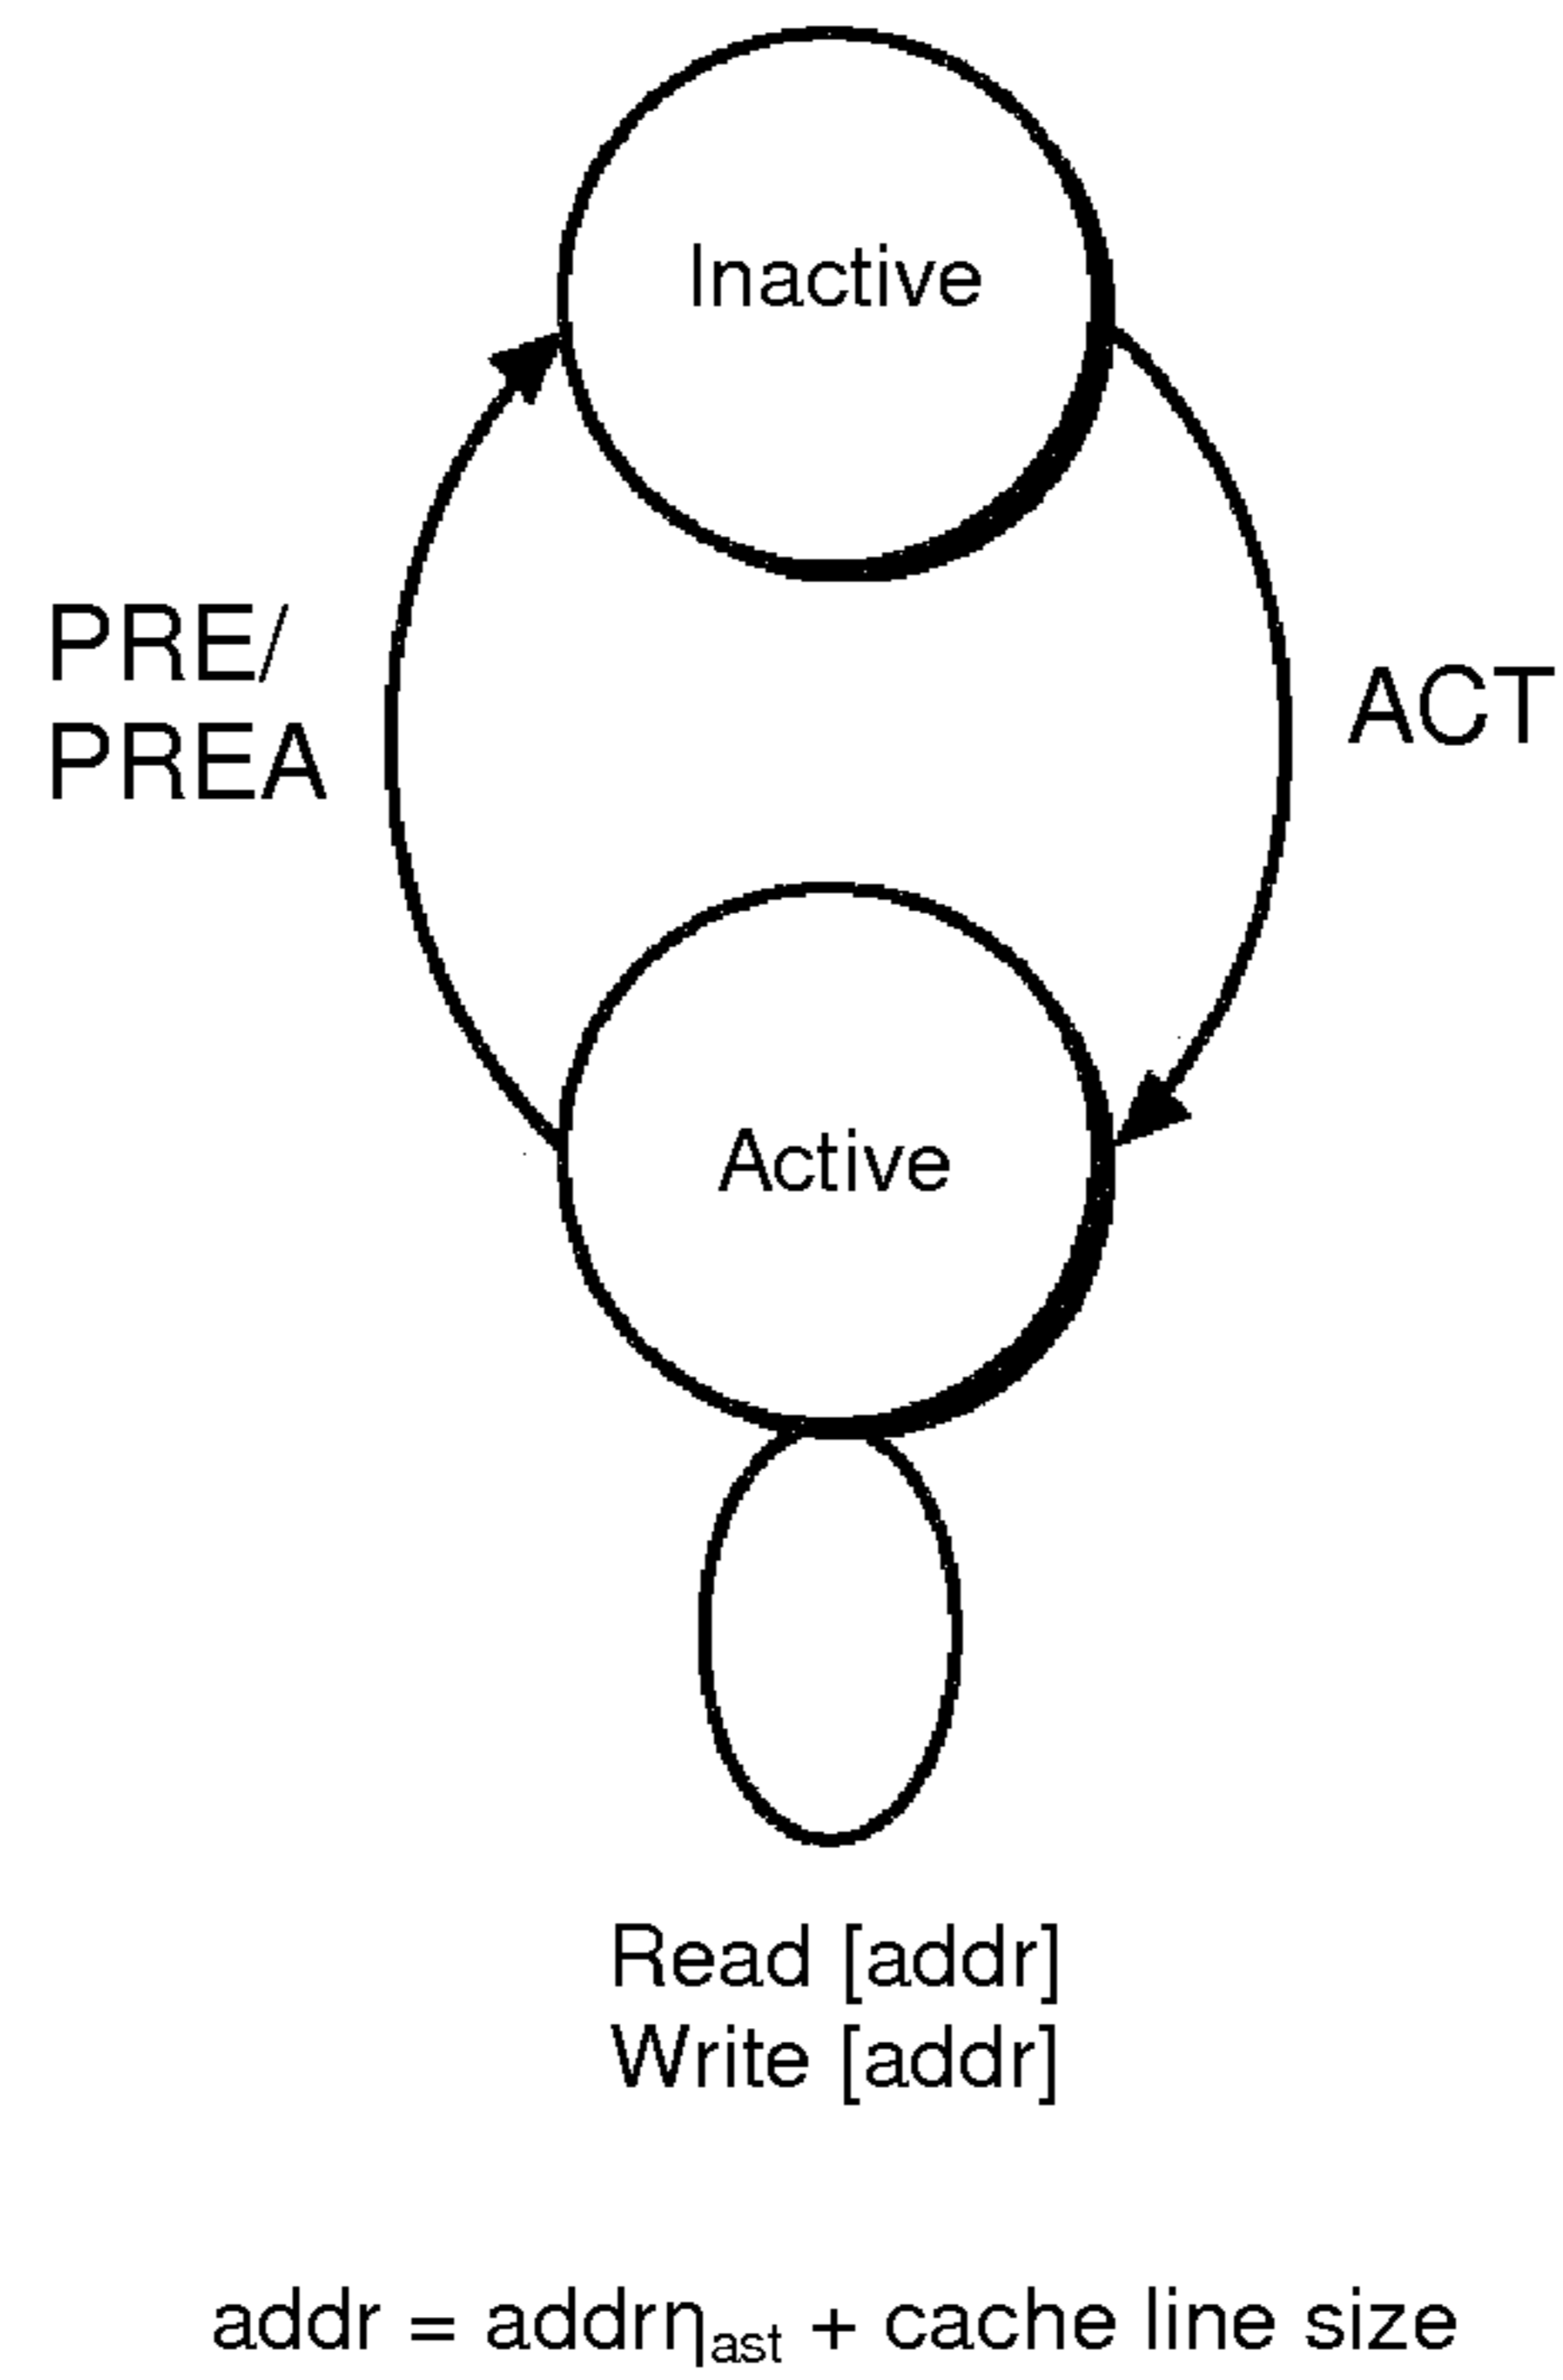 Inactive
PRE/
PREA
ACT
Active
Read [addr]
Write [addr]
addr = addrηast + cache line size